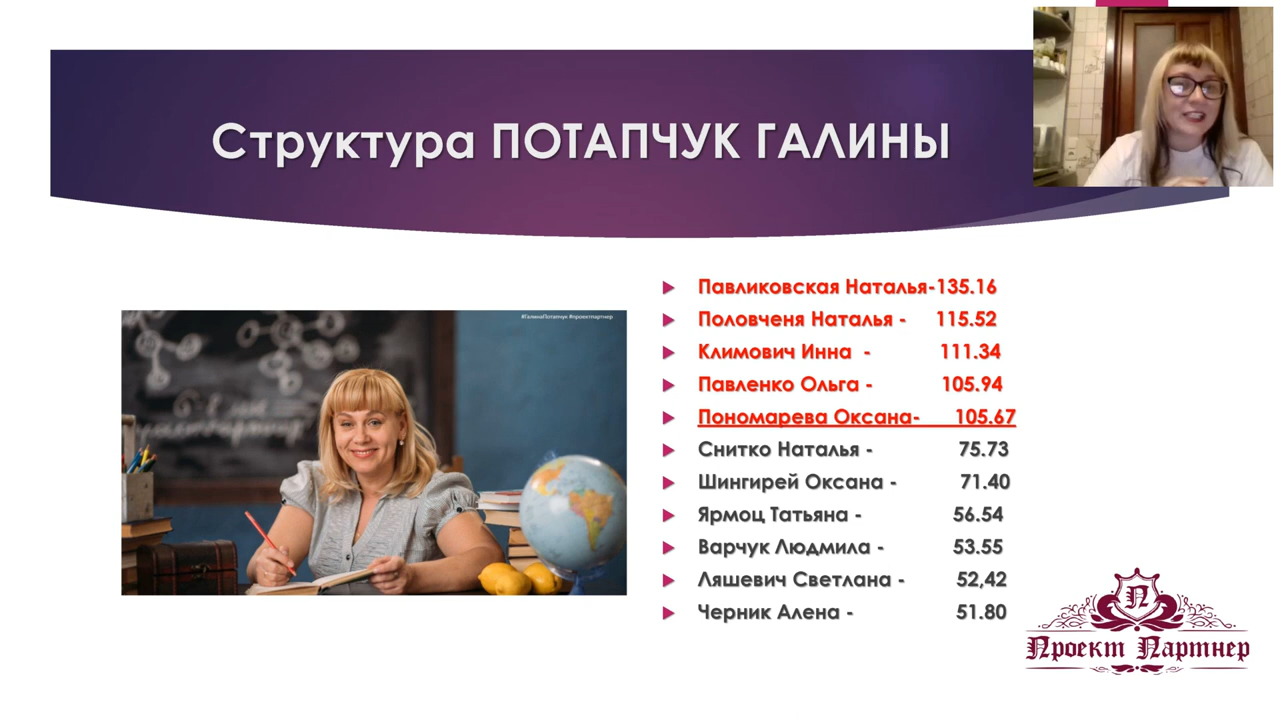 Структура ПОТАПЧУК ГАЛИНЫ
#ГалинаПотапчук #проектпартнер
Павликовская Наталья-135.16
Половченя Наталья - 115.52
Климович Инна - 111.34
Павленко Ольга - 105.94
Пономарева Оксана- 105.67
Снитко Наталья - 75.73
Шингирей Оксана - 71.40
Ярмоц Татьяна - 56.54
Варчук Людмила - 53.55
Ляшевич Светлана - 52,42
Черник Алена - 51.80
П
Проект Партнер